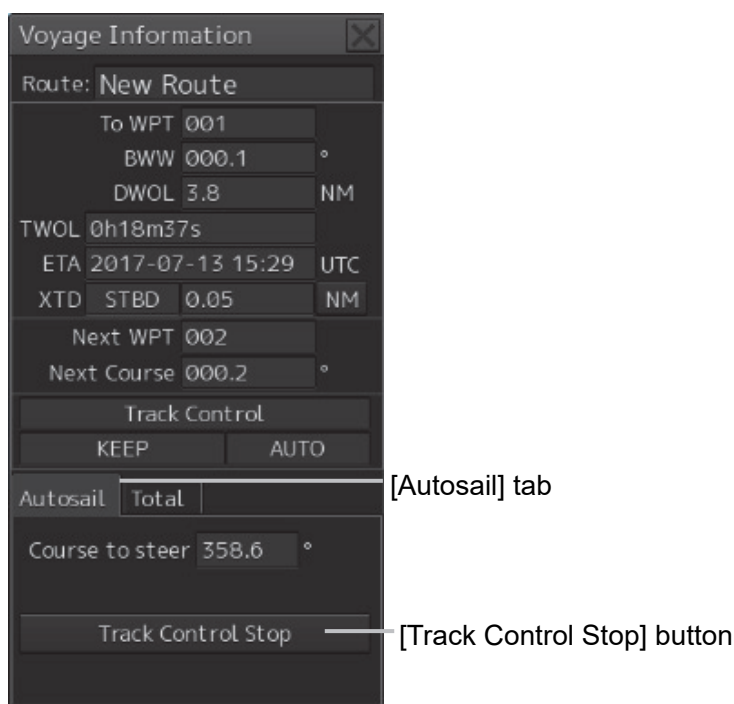 Voyage Information
Route: New Route
To WPT 001
BWW 000.1 °
DWOL 3.8 NM
TWOL 0h18m37s
ETA 2017-07-13 15:29 UTC
XTD STBD 0.05 NM
Next WPT 002
Next Course 000.2 °
Track Control
KEEP AUTO
[Autosail] tab
Autosail Total
Course to steer 358.6 °
Track Control Stop [Track Control Stop] button